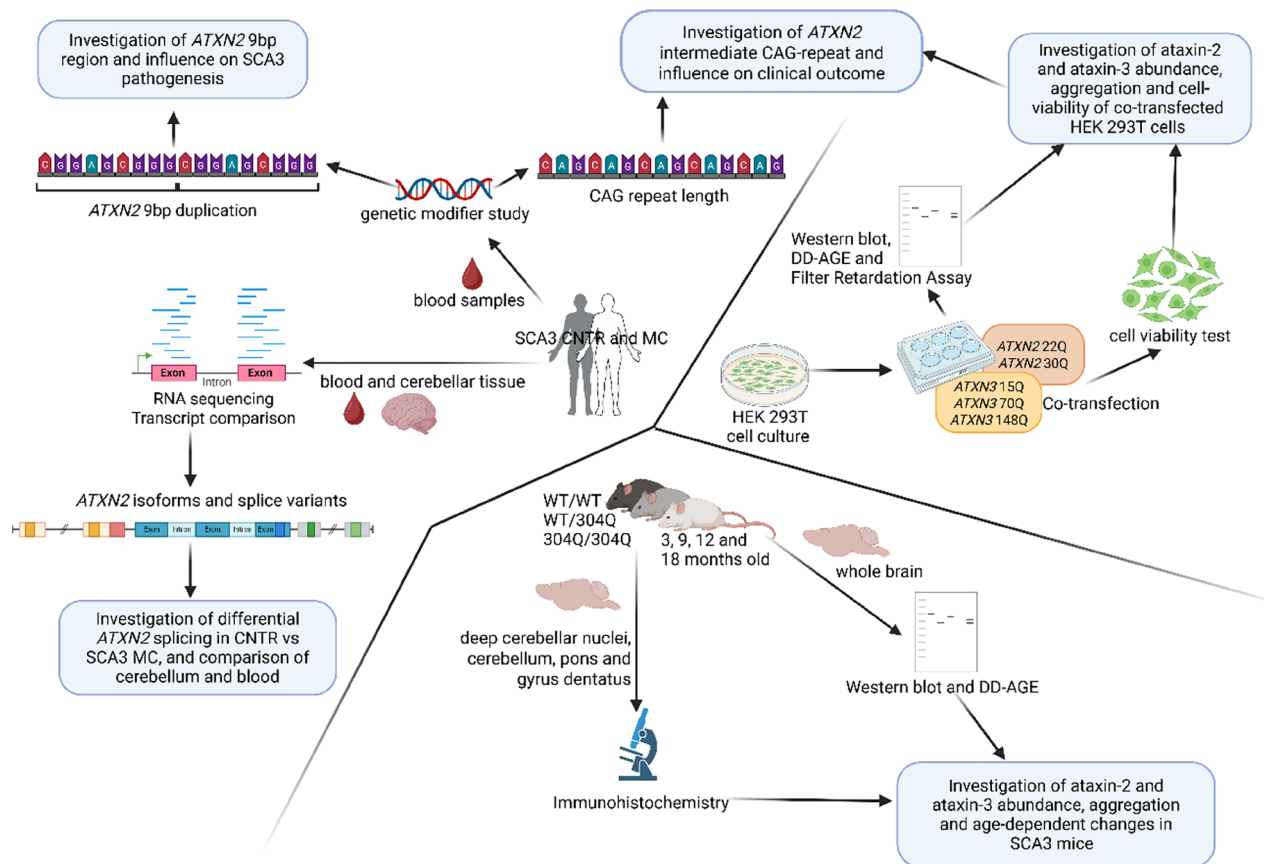 Investigation of ATXN2 9bp
region and influence on SCA3
pathogenesis
CGGAGCGGGCGGAGCGGG
ATXN2 9bp duplication
genetic modifier study
Investigation of ATXN2
intermediate CAG-repeat and
influence on clinical outcome
CAGCAGCAGCAGCAG
CAG repeat length
Investigation of ataxin-2
and ataxin-3 abundance,
aggregation and cell-
viability of co-transfected
HEK 293T cells
Western blot,
DD-AGE and
Filter Retardation Assay
cell viability test
ATXN2 22Q
ATXN2 30Q
ATXN3 15Q
ATXN3 70Q
ATXN3 148Q
Co-transfection
HEK 293T
cell culture
blood samples
SCA3 CNTR and MC
blood and cerebellar tissue
Exon
Intron
Exon
RNA sequencing
Transcript comparison
ATXN2 isoforms and splice variants
Exon
Intron
Exon
Intron
Exon
Investigation of differential
ATXN2 splicing in CNTR vs
SCA3 MC, and comparison of
cerebellum and blood
WT/WT
WT/304Q
304Q/304Q
3, 9, 12 and
18 months old
whole brain
deep cerebellar nuclei,
cerebellum, pons and
gyrus dentatus
Western blot and DD-AGE
Immunohistochemistry
Investigation of ataxin-2 and
ataxin-3 abundance, aggregation
and age-dependent changes in
SCA3 mice